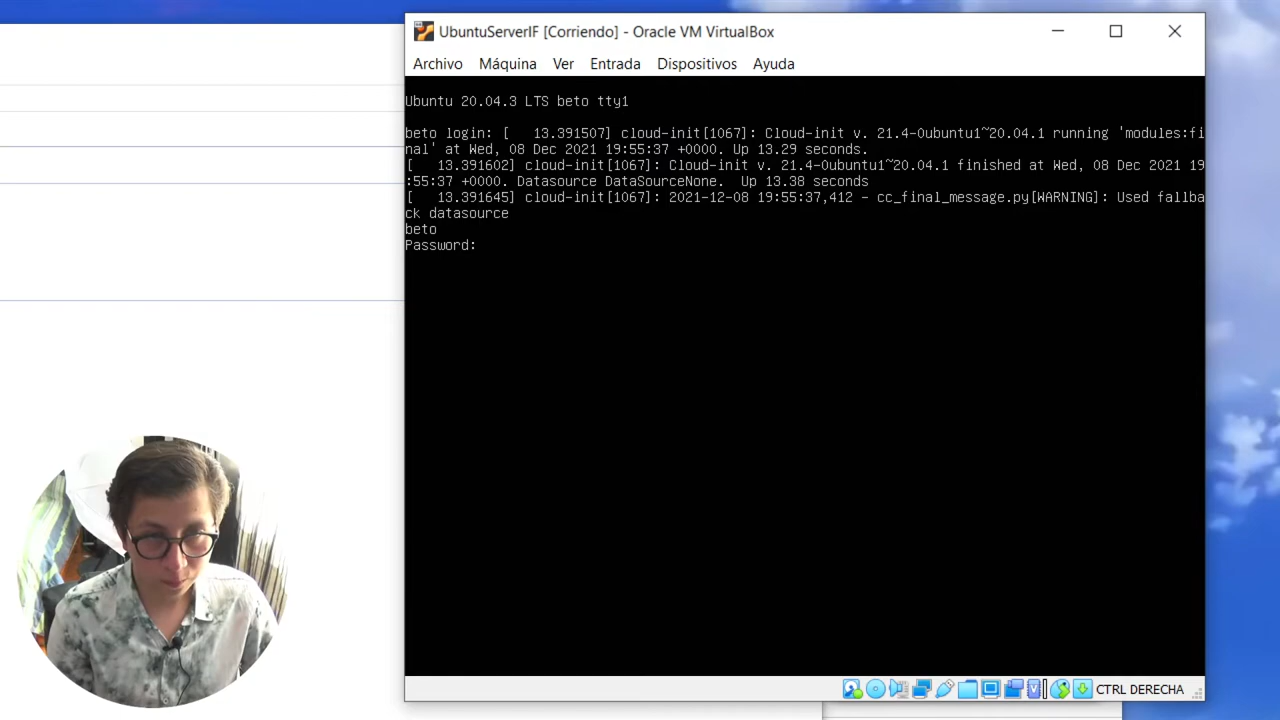 UbuntuServerIF [Corriendo] - Oracle VM VirtualBox
Archivo Máquina Ver Entrada Dispositivos Ayuda
Ubuntu 20.04.3 LTS beto tty1
beto login: [   13.391507] cloud-init[1067]: Cloud-init v. 21.4-0ubuntu1~20.04.1 running 'modules:fi
nal' at Wed, 08 Dec 2021 19:55:37 +0000. Up 13.29 seconds.
[   13.391602] cloud-init[1067]: Cloud-init v. 21.4-0ubuntu1~20.04.1 finished at Wed, 08 Dec 2021 19
:55:37 +0000. Datasource DataSourceNone.  Up 13.38 seconds
[   13.391645] cloud-init[1067]: 2021-12-08 19:55:37,412 - cc_final_message.py[WARNING]: Used fallba
ck datasource
beto
Password:
CTRL DERECHA